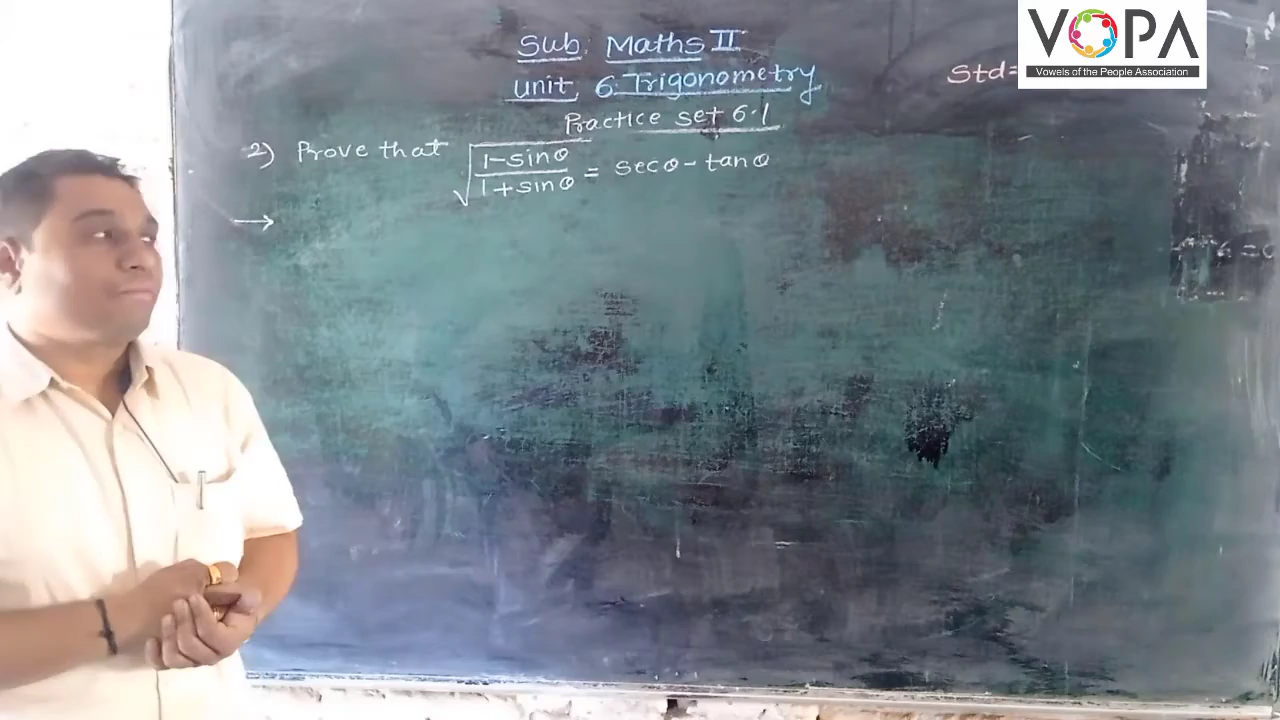 VOPA
Vowels of the People Association
Sub. Maths II
Std=
Unit. 6. Trigonometry
Practice set 6.1
2) Prove that √(1-sinθ/1+sinθ) = secθ - tanθ
→